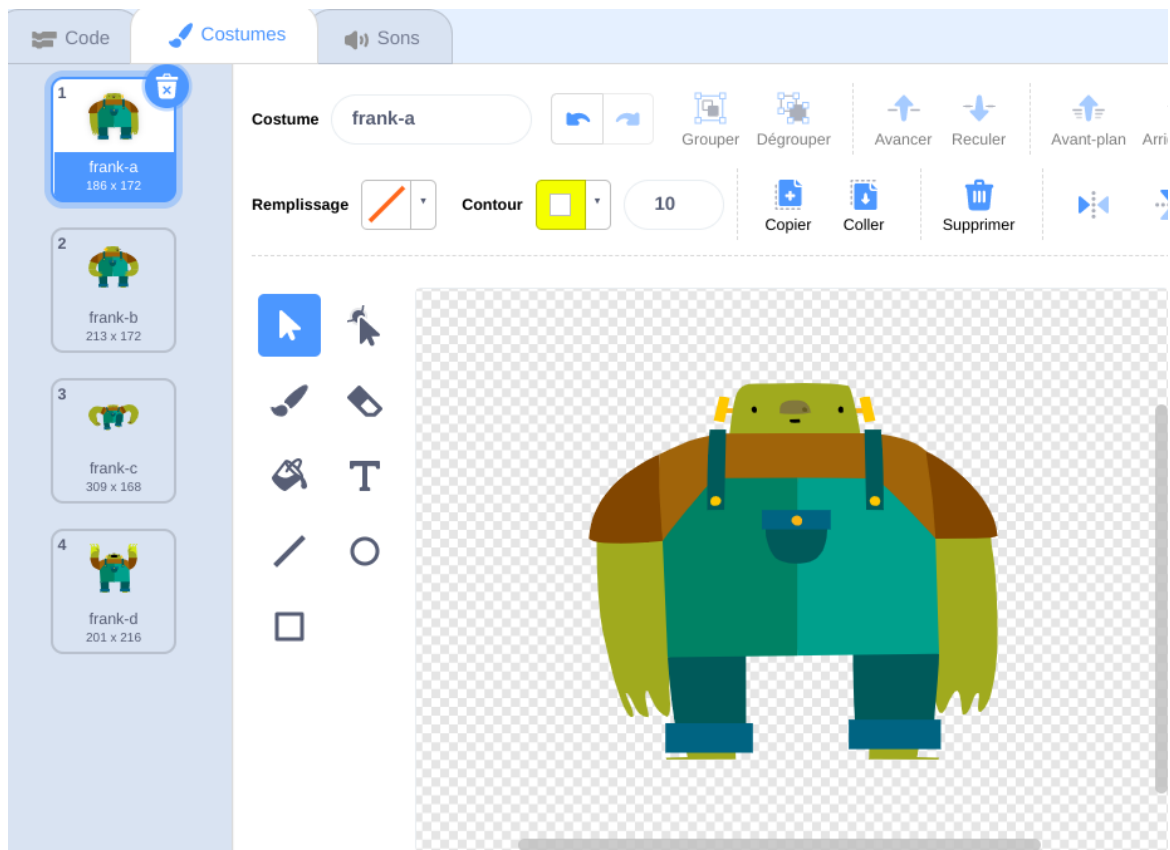 Code
Costumes
Sons
1
frank-a
186 x 172
2
frank-b
213 x 172
3
frank-c
309 x 168
4
frank-d
201 x 216
Costume
frank-a
Grouper
Dégrouper
Avancer
Reculer
Avant-plan
Arri
Remplissage
Contour
10
Copier
Coller
Supprimer
T